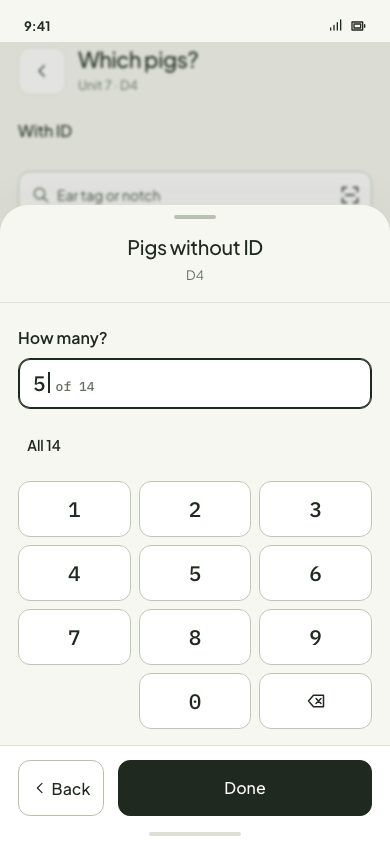 9:41
Which pigs?
Unit 7 · D4
With ID
Ear tag or notch
Pigs without ID
D4
How many?
5 of 14
All 14
1 2 3
4 5 6
7 8 9
0
Back Done